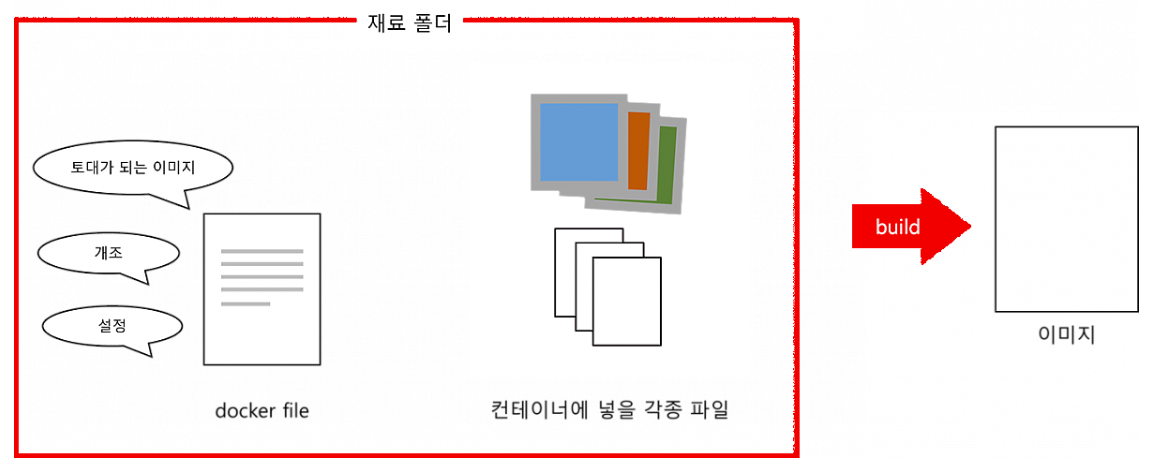 재료 폴더
토대가 되는 이미지
개조
설정
docker file
컨테이너에 넣을 각종 파일
build
이미지